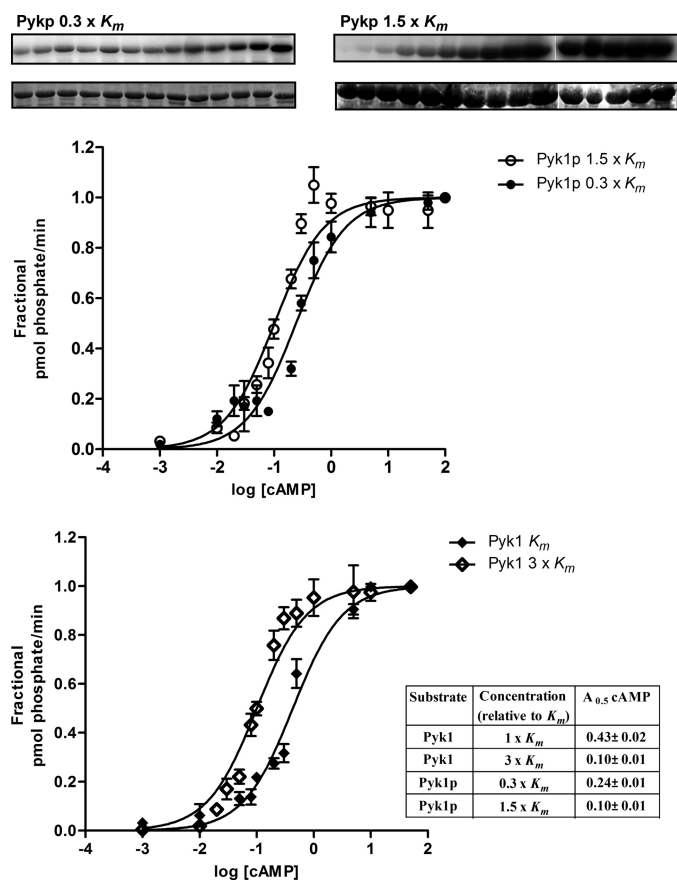 Pykp 0.3 x Km
Pykp 1.5 x Km
1.2
1.0
0.8
0.6
0.4
0.2
0.0
Fractional
pmol phosphate/min
-4
-3
-2
-1
0
1
2
log [cAMP]
Pyk1p 1.5 x Km
Pyk1p 0.3 x Km
1.2
1.0
0.8
0.6
0.4
0.2
0.0
Fractional
pmol phosphate/min
-4
-3
-2
-1
0
1
2
log [cAMP]
Pyk1 Km
Pyk1 3 x Km
Substrate Concentration (relative to Km) A 0.5 cAMP
Pyk1 1 x Km 0.43± 0.02
Pyk1 3 x Km 0.10± 0.01
Pyk1p 0.3 x Km 0.24± 0.01
Pyk1p 1.5 x Km 0.10± 0.01